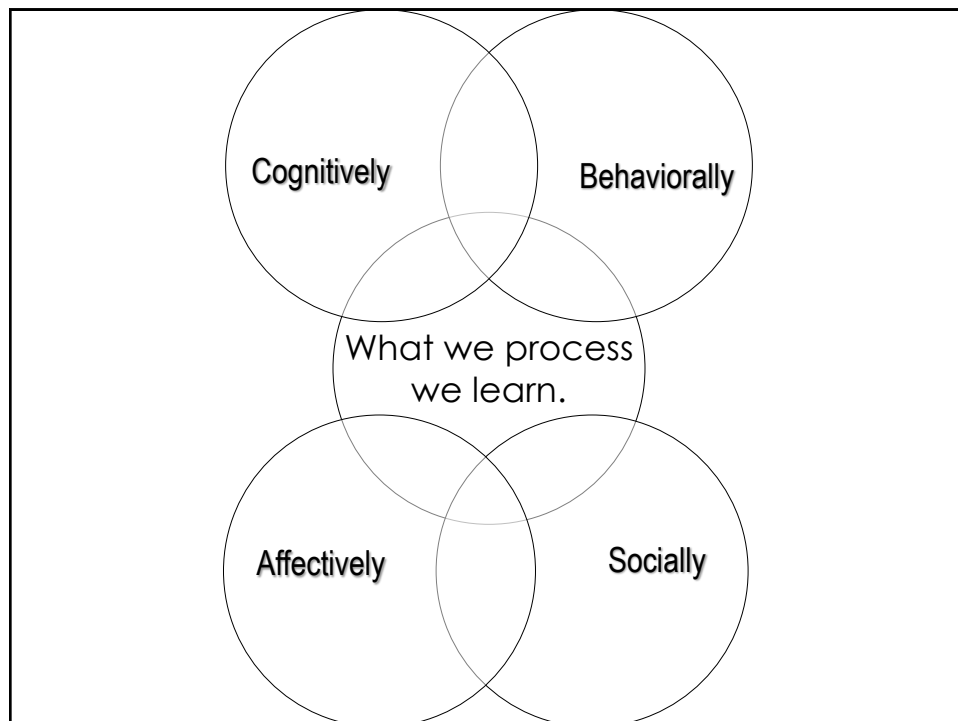 Cognitively
Behaviorally
What we process
we learn.
Affectively
Socially